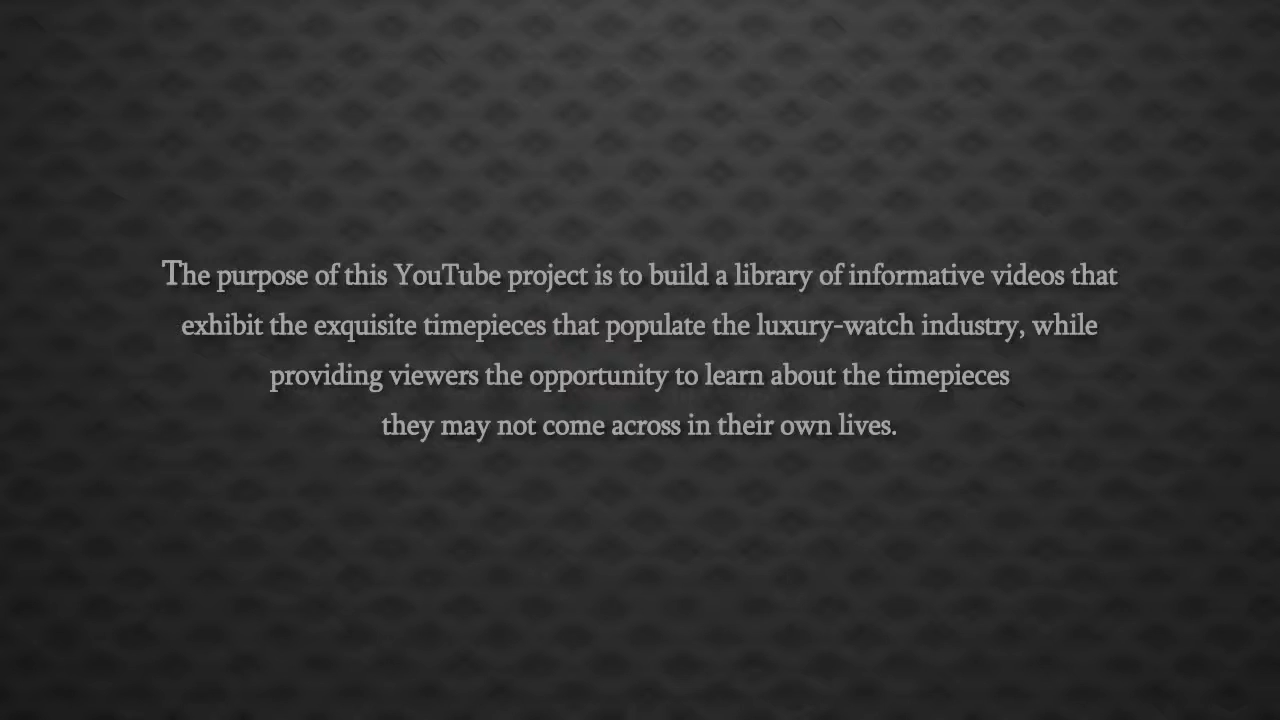 The purpose of this YouTube project is to build a library of informative videos that
exhibit the exquisite timepieces that populate the luxury-watch industry, while
providing viewers the opportunity to learn about the timepieces
they may not come across in their own lives.